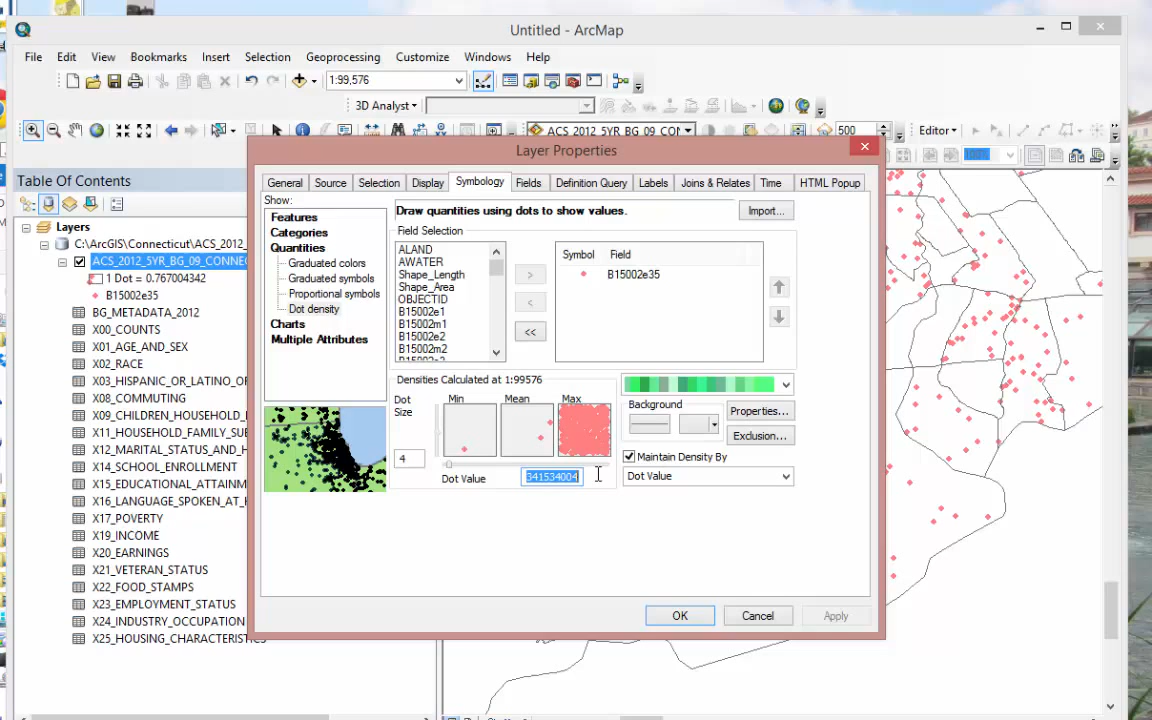 Untitled - ArcMap
File Edit View Bookmarks Insert Selection Geoprocessing Customize Windows Help
1:99,576
3D Analyst
ACS_2012_5YR_BG_09_CON
500
Editor
100%
Layer Properties
Table Of Contents
Layers
C:\ArcGIS\Connecticut\ACS_2012_
ACS_2012_5YR_BG_09_CONNE
1 Dot = 0.767004342
B15002e35
BG_METADATA_2012
X00_COUNTS
X01_AGE_AND_SEX
X02_RACE
X03_HISPANIC_OR_LATINO_OF
X08_COMMUTING
X09_CHILDREN_HOUSEHOLD_
X11_HOUSEHOLD_FAMILY_SUB
X12_MARITAL_STATUS_AND_H
X14_SCHOOL_ENROLLMENT
X15_EDUCATIONAL_ATTAINM
X16_LANGUAGE_SPOKEN_AT_H
X17_POVERTY
X19_INCOME
X20_EARNINGS
X21_VETERAN_STATUS
X22_FOOD_STAMPS
X23_EMPLOYMENT_STATUS
X24_INDUSTRY_OCCUPATION
X25_HOUSING_CHARACTERISTICS
General Source Selection Display Symbology Fields Definition Query Labels Joins & Relates Time HTML Popup
Show:
Features
Categories
Quantities
Graduated colors
Graduated symbols
Proportional symbols
Dot density
Charts
Multiple Attributes
Draw quantities using dots to show values.
Import...
Field Selection
ALAND
AWATER
Shape_Length
Shape_Area
OBJECTID
B15002e1
B15002m1
B15002e2
B15002m2
>
<
<<
Symbol Field
B15002e35
Densities Calculated at 1:99576
Dot Size
Min Mean Max
4
Dot Value
341534004
Background
Properties...
Exclusion...
Maintain Density By
Dot Value
OK Cancel Apply